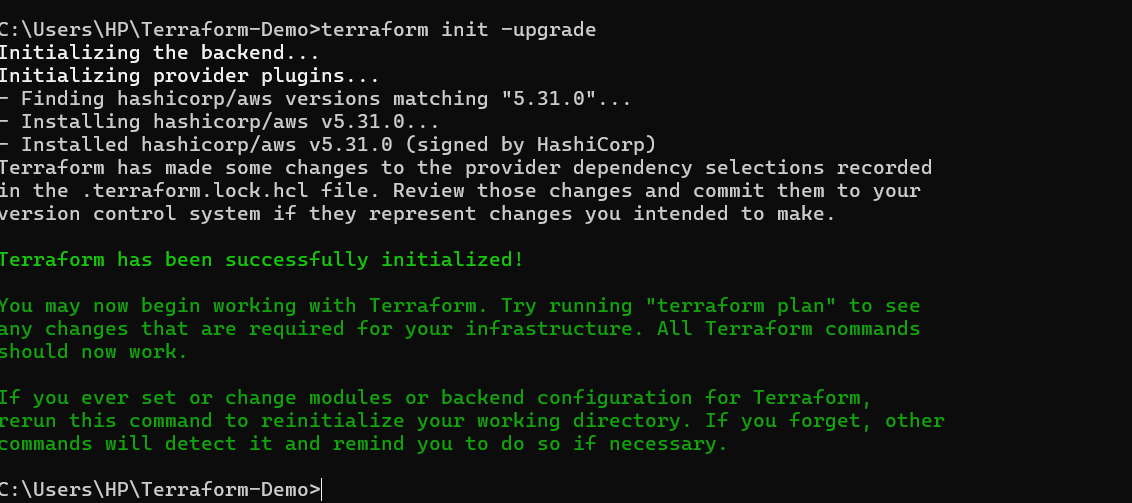 C:\Users\HP\Terraform-Demo>terraform init -upgrade
Initializing the backend...
Initializing provider plugins...
- Finding hashicorp/aws versions matching "5.31.0"...
- Installing hashicorp/aws v5.31.0...
- Installed hashicorp/aws v5.31.0 (signed by HashiCorp)
Terraform has made some changes to the provider dependency selections recorded
in the .terraform.lock.hcl file. Review those changes and commit them to your
version control system if they represent changes you intended to make.
Terraform has been successfully initialized!
You may now begin working with Terraform. Try running "terraform plan" to see
any changes that are required for your infrastructure. All Terraform commands
should now work.
If you ever set or change modules or backend configuration for Terraform,
rerun this command to reinitialize your working directory. If you forget, other
commands will detect it and remind you to do so if necessary.
C:\Users\HP\Terraform-Demo>